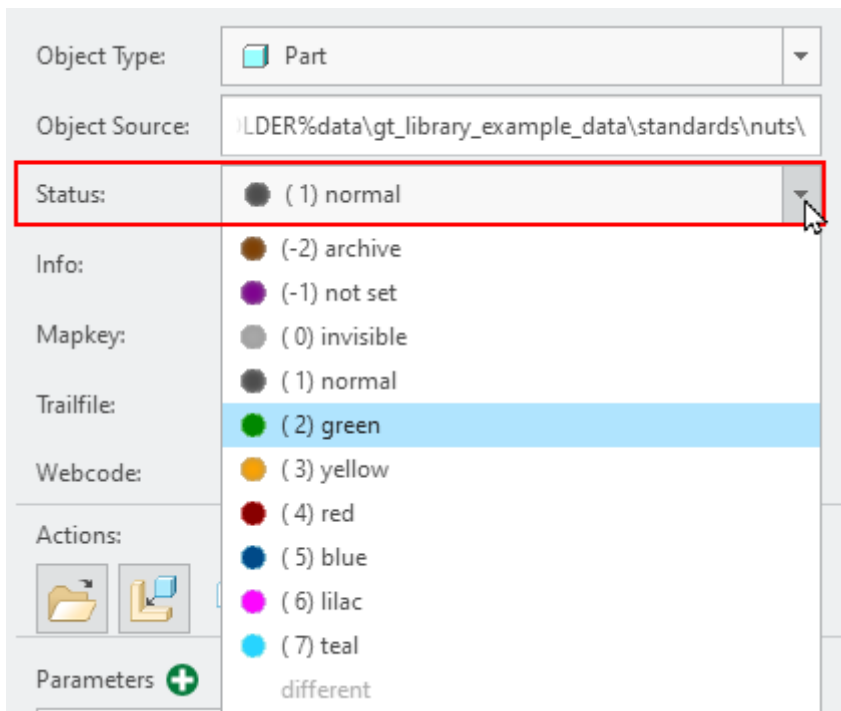 Object Type: Part
Object Source: LDER%data\gt_library_example_data\standards\nuts\
Status: ( 1) normal
(-2) archive
Info:
(-1) not set
Mapkey:
( 0) invisible
( 1) normal
Trailfile:
( 2) green
Webcode:
( 3) yellow
( 4) red
Actions:
( 5) blue
( 6) lilac
( 7) teal
Parameters
different